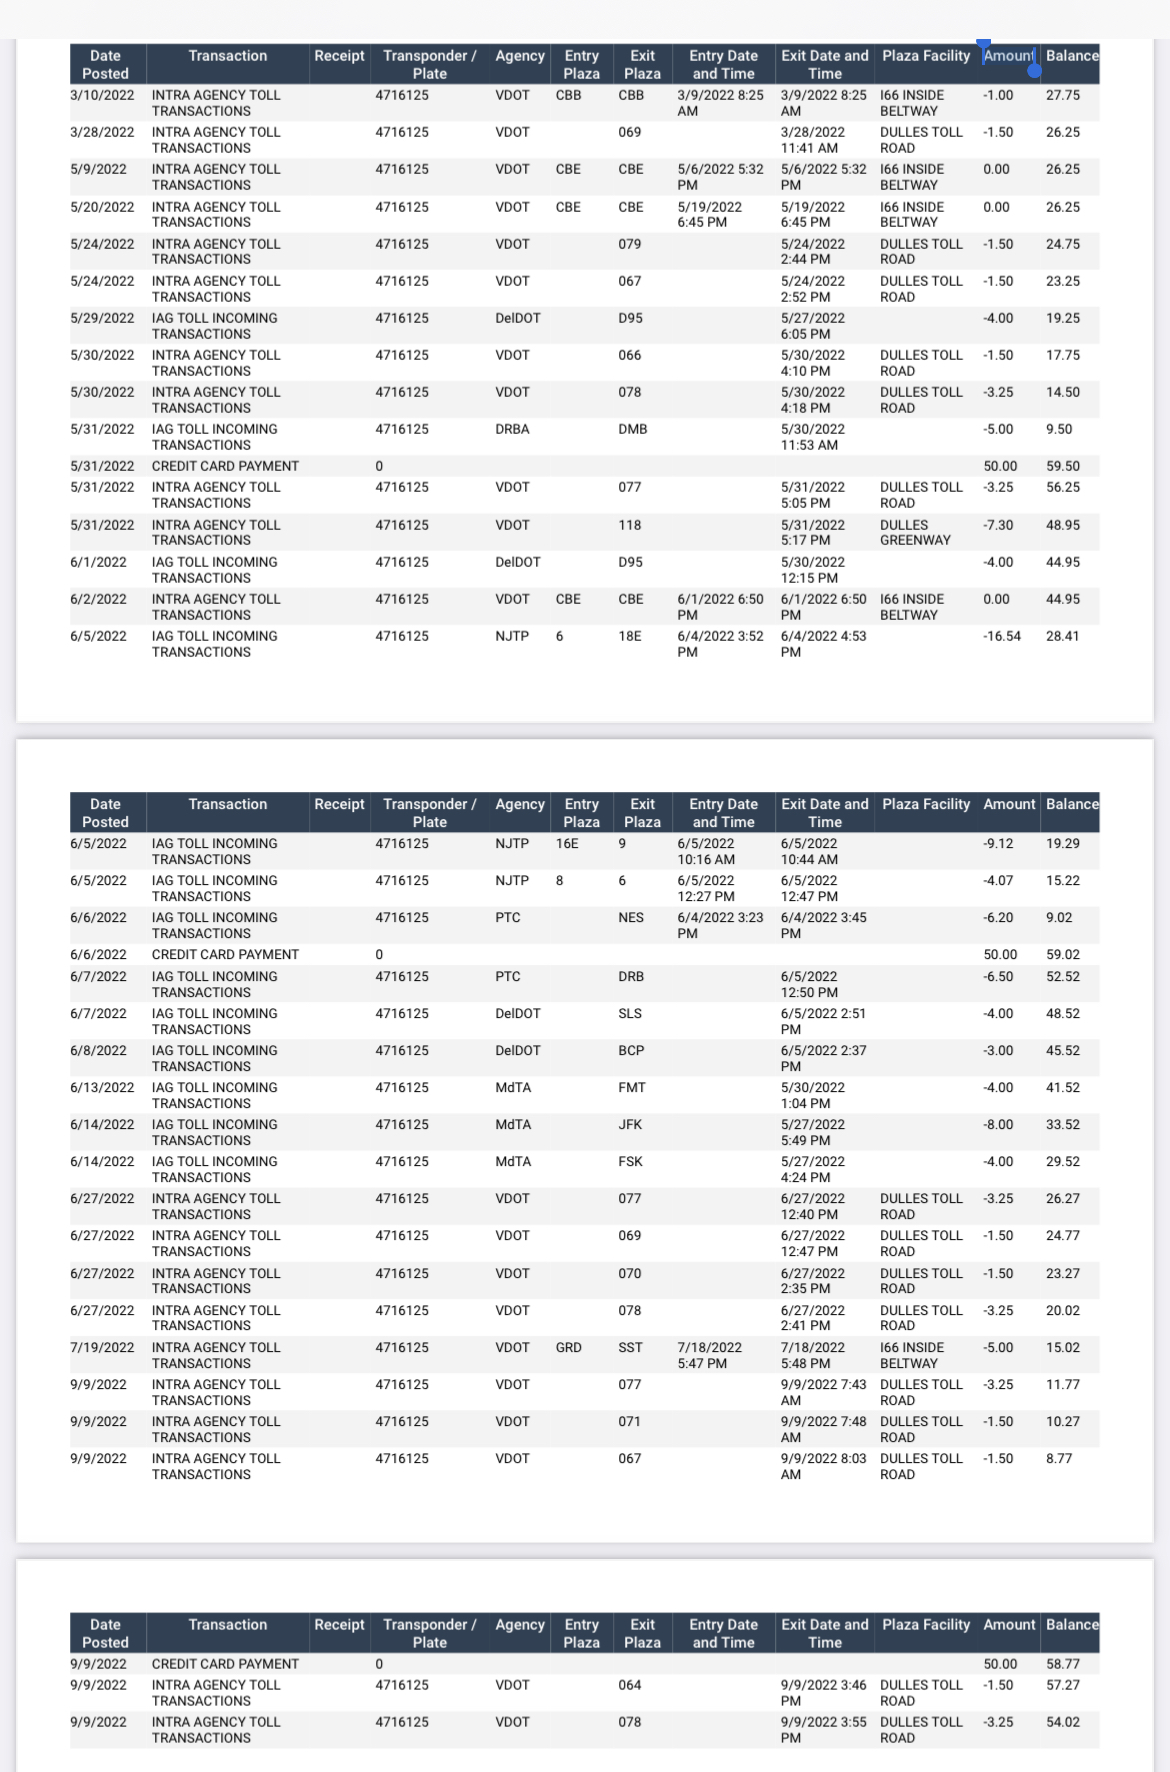 Date Posted Transaction Receipt Transponder / Plate Agency Entry Plaza Exit Plaza Entry Date and Time Exit Date and Time Plaza Facility Amount Balance
3/10/2022 INTRA AGENCY TOLL TRANSACTIONS 4716125 VDOT CBB CBB 3/9/2022 8:25 AM 3/9/2022 8:25 AM I66 INSIDE BELTWAY -1.00 27.75
3/28/2022 INTRA AGENCY TOLL TRANSACTIONS 4716125 VDOT 069 3/28/2022 11:41 AM DULLES TOLL ROAD -1.50 26.25
5/9/2022 INTRA AGENCY TOLL TRANSACTIONS 4716125 VDOT CBE CBE 5/6/2022 5:32 PM 5/6/2022 5:32 PM I66 INSIDE BELTWAY 0.00 26.25
5/20/2022 INTRA AGENCY TOLL TRANSACTIONS 4716125 VDOT CBE CBE 5/19/2022 6:45 PM 5/19/2022 6:45 PM I66 INSIDE BELTWAY 0.00 26.25
5/24/2022 INTRA AGENCY TOLL TRANSACTIONS 4716125 VDOT 079 5/24/2022 2:44 PM DULLES TOLL ROAD -1.50 24.75
5/24/2022 INTRA AGENCY TOLL TRANSACTIONS 4716125 VDOT 067 5/24/2022 2:52 PM DULLES TOLL ROAD -1.50 23.25
5/29/2022 IAG TOLL INCOMING TRANSACTIONS 4716125 DelDOT D95 5/27/2022 6:05 PM -4.00 19.25
5/30/2022 INTRA AGENCY TOLL TRANSACTIONS 4716125 VDOT 066 5/30/2022 4:10 PM DULLES TOLL ROAD -1.50 17.75
5/30/2022 INTRA AGENCY TOLL TRANSACTIONS 4716125 VDOT 078 5/30/2022 4:18 PM DULLES TOLL ROAD -3.25 14.50
5/31/2022 IAG TOLL INCOMING TRANSACTIONS 4716125 DRBA DMB 5/30/2022 11:53 AM -5.00 9.50
5/31/2022 CREDIT CARD PAYMENT 0 50.00 59.50
5/31/2022 INTRA AGENCY TOLL TRANSACTIONS 4716125 VDOT 077 5/31/2022 5:05 PM DULLES TOLL ROAD -3.25 56.25
5/31/2022 INTRA AGENCY TOLL TRANSACTIONS 4716125 VDOT 118 5/31/2022 5:17 PM DULLES GREENWAY -7.30 48.95
6/1/2022 IAG TOLL INCOMING TRANSACTIONS 4716125 DelDOT D95 5/30/2022 12:15 PM -4.00 44.95
6/2/2022 INTRA AGENCY TOLL TRANSACTIONS 4716125 VDOT CBE CBE 6/1/2022 6:50 PM 6/1/2022 6:50 PM I66 INSIDE BELTWAY 0.00 44.95
6/5/2022 IAG TOLL INCOMING TRANSACTIONS 4716125 NJTP 6 18E 6/4/2022 3:52 PM 6/4/2022 4:53 PM -16.54 28.41
Date Posted Transaction Receipt Transponder / Plate Agency Entry Plaza Exit Plaza Entry Date and Time Exit Date and Time Plaza Facility Amount Balance
6/5/2022 IAG TOLL INCOMING TRANSACTIONS 4716125 NJTP 16E 9 6/5/2022 10:16 AM 6/5/2022 10:44 AM -9.12 19.29
6/5/2022 IAG TOLL INCOMING TRANSACTIONS 4716125 NJTP 8 6 6/5/2022 12:27 PM 6/5/2022 12:47 PM -4.07 15.22
6/6/2022 IAG TOLL INCOMING TRANSACTIONS 4716125 PTC NES 6/4/2022 3:23 PM 6/4/2022 3:45 PM -6.20 9.02
6/6/2022 CREDIT CARD PAYMENT 0 50.00 59.02
6/7/2022 IAG TOLL INCOMING TRANSACTIONS 4716125 PTC DRB 6/5/2022 12:50 PM -6.50 52.52
6/7/2022 IAG TOLL INCOMING TRANSACTIONS 4716125 DelDOT SLS 6/5/2022 2:51 PM -4.00 48.52
6/8/2022 IAG TOLL INCOMING TRANSACTIONS 4716125 DelDOT BCP 6/5/2022 2:37 PM -3.00 45.52
6/13/2022 IAG TOLL INCOMING TRANSACTIONS 4716125 MdTA FMT 5/30/2022 1:04 PM -4.00 41.52
6/14/2022 IAG TOLL INCOMING TRANSACTIONS 4716125 MdTA JFK 5/27/2022 5:49 PM -8.00 33.52
6/14/2022 IAG TOLL INCOMING TRANSACTIONS 4716125 MdTA FSK 5/27/2022 4:24 PM -4.00 29.52
6/27/2022 INTRA AGENCY TOLL TRANSACTIONS 4716125 VDOT 077 6/27/2022 12:40 PM DULLES TOLL ROAD -3.25 26.27
6/27/2022 INTRA AGENCY TOLL TRANSACTIONS 4716125 VDOT 069 6/27/2022 12:47 PM DULLES TOLL ROAD -1.50 24.77
6/27/2022 INTRA AGENCY TOLL TRANSACTIONS 4716125 VDOT 070 6/27/2022 2:35 PM DULLES TOLL ROAD -1.50 23.27
6/27/2022 INTRA AGENCY TOLL TRANSACTIONS 4716125 VDOT 078 6/27/2022 2:41 PM DULLES TOLL ROAD -3.25 20.02
7/19/2022 INTRA AGENCY TOLL TRANSACTIONS 4716125 VDOT GRD SST 7/18/2022 5:47 PM 7/18/2022 5:48 PM I66 INSIDE BELTWAY -5.00 15.02
9/9/2022 INTRA AGENCY TOLL TRANSACTIONS 4716125 VDOT 077 9/9/2022 7:43 AM DULLES TOLL ROAD -3.25 11.77
9/9/2022 INTRA AGENCY TOLL TRANSACTIONS 4716125 VDOT 071 9/9/2022 7:48 AM DULLES TOLL ROAD -1.50 10.27
9/9/2022 INTRA AGENCY TOLL TRANSACTIONS 4716125 VDOT 067 9/9/2022 8:03 AM DULLES TOLL ROAD -1.50 8.77
Date Posted Transaction Receipt Transponder / Plate Agency Entry Plaza Exit Plaza Entry Date and Time Exit Date and Time Plaza Facility Amount Balance
9/9/2022 CREDIT CARD PAYMENT 0 50.00 58.77
9/9/2022 INTRA AGENCY TOLL TRANSACTIONS 4716125 VDOT 064 9/9/2022 3:46 PM DULLES TOLL ROAD -1.50 57.27
9/9/2022 INTRA AGENCY TOLL TRANSACTIONS 4716125 VDOT 078 9/9/2022 3:55 PM DULLES TOLL ROAD -3.25 54.02